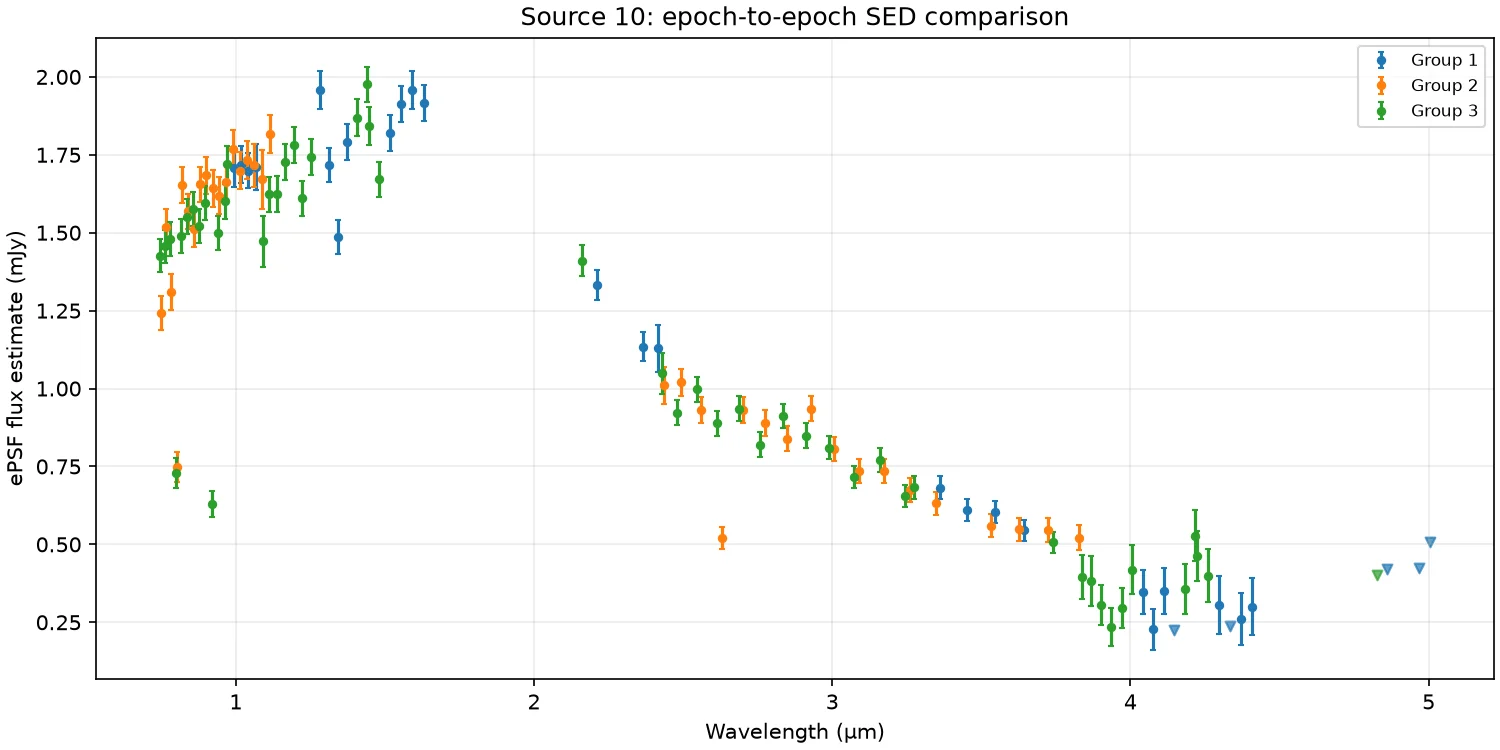 Source 10: epoch-to-epoch SED comparison
ePSF flux estimate (mJy)
2.00
1.75
1.50
1.25
1.00
0.75
0.50
0.25
Group 1
Group 2
Group 3
1 2 3 4 5
Wavelength (µm)